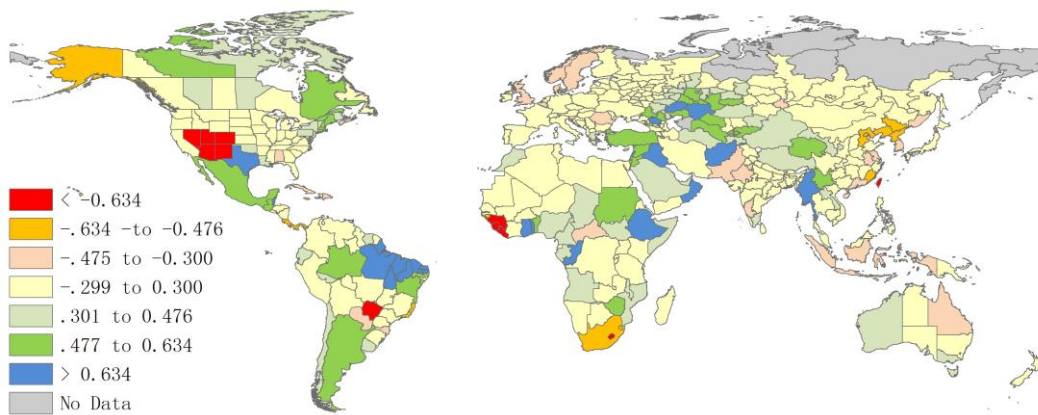 < -0.634
-.634 -to -0.476
-.475 to -0.300
-.299 to 0.300
.301 to 0.476
.477 to 0.634
> 0.634
No Data